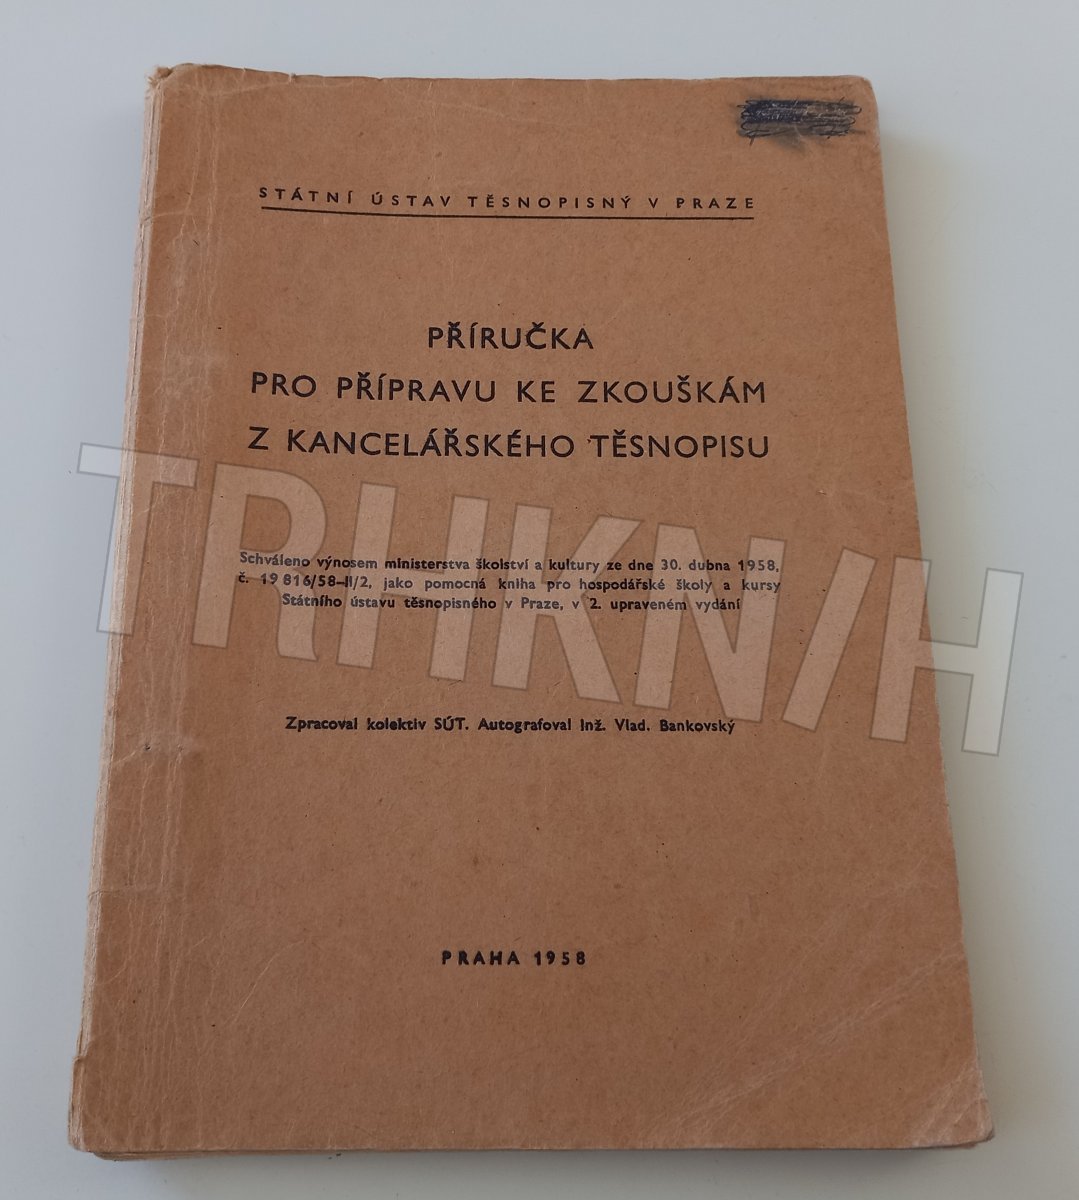 STÁTNÍ ÚSTAV TĚSNOPISNÝ V PRAZE
PŘÍRUČKA
PRO PŘÍPRAVU KE ZKOUŠKÁM
Z KANCELÁŘSKÉHO TĚSNOPISU
TRHKN/H
Schváleno výnosem ministerstva školství a kultury ze dne 30. dubna 1958,
č. 19 816/58-II/2, jako pomocná kniha pro hospodářské školy a kursy
Státního ústavu těsnopisného v Praze, v 2. upraveném vydání
Zpracoval kolektiv SÚT. Autografoval Inž. Vlad. Bankovský
PRAHA 1958